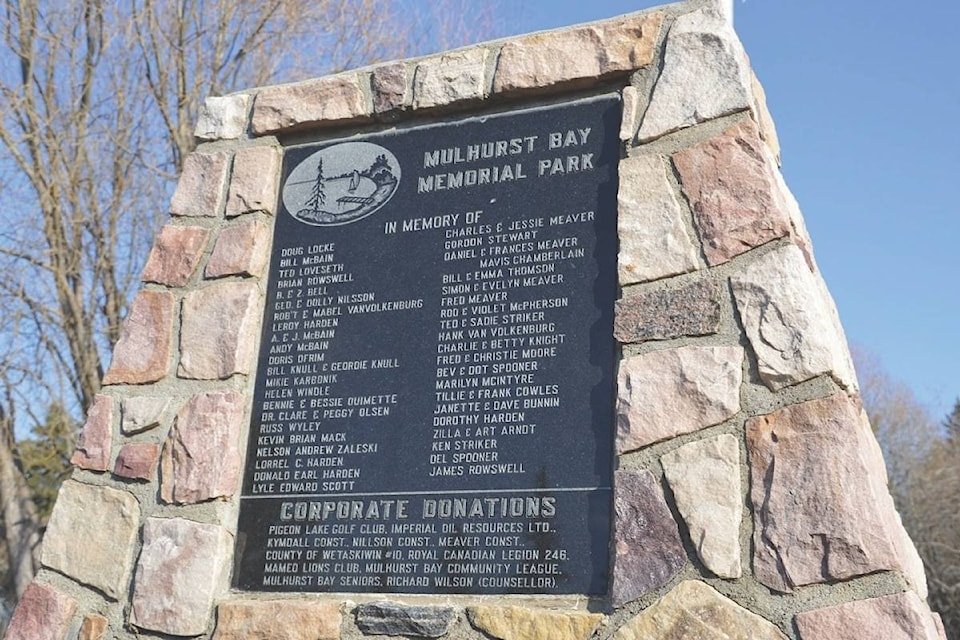 MULHURST BAY
MEMORIAL PARK
IN MEMORY OF
DOUG LOCKE
BILL McBAIN
TED LOVESETH
BRIAN ROWSWELL
B. & Z. BELL
GEO. & DOLLY NILSSON
ROB'T & MABEL VANVOLKENBURG
LEROY HARDEN
A. & J. McBAIN
ANDY McBAIN
DORIS OFRIM
BILL KNULL & GEORDIE KNULL
MIKIE KARBONIK
HELEN WINDLE
BENNIE & BESSIE OUIMETTE
DR. CLARE & PEGGY OLSEN
RUSS WYLEY
KEVIN BRIAN MACK
NELSON ANDREW ZALESKI
LORREL C. HARDEN
DONALD EARL HARDEN
LYLE EDWARD SCOTT
CHARLES & JESSIE MEAVER
GORDON STEWART
DANIEL & FRANCES MEAVER
MAVIS CHAMBERLAIN
BILL & EMMA THOMSON
SIMON & EVELYN MEAVER
FRED MEAVER
ROD & VIOLET McPHERSON
TED & SADIE STRIKER
HANK VAN VOLKENBURG
CHARLIE & BETTY KNIGHT
FRED & CHRISTIE MOORE
BEV & DOT SPOONER
MARILYN MCINTYRE
TILLIE & FRANK COWLES
JANETTE & DAVE DUNNIN
DOROTHY HARDEN
ZILLA & ART ARNDT
KEN STRIKER
DEL SPOONER
JAMES ROWSWELL
CORPORATE DONATIONS
PIGEON LAKE GOLF CLUB, IMPERIAL OIL RESOURCES LTD.,
KYMDALL CONST., NILLSON CONST., MEAVER CONST.,
COUNTY OF WETASKIWIN #10, ROYAL CANADIAN LEGION 246,
MAMEO LIONS CLUB, MULHURST BAY COMMUNITY LEAGUE,
MULHURST BAY SENIORS, RICHARD WILSON (COUNSELLOR).